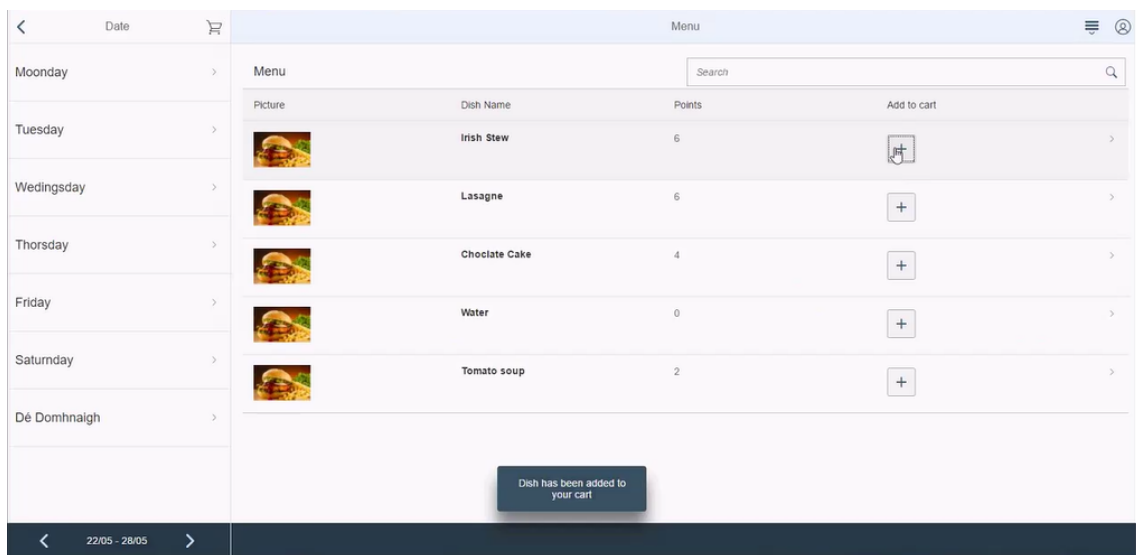 Date
Menu
Moonday
Tuesday
Wedingsday
Thorsday
Friday
Saturnday
Dé Domhnaigh
22/05 - 28/05
Menu
Search
Picture Dish Name Points Add to cart
Irish Stew 6 +
Lasagne 6 +
Choclate Cake 4 +
Water 0 +
Tomato soup 2 +
Dish has been added to
your cart